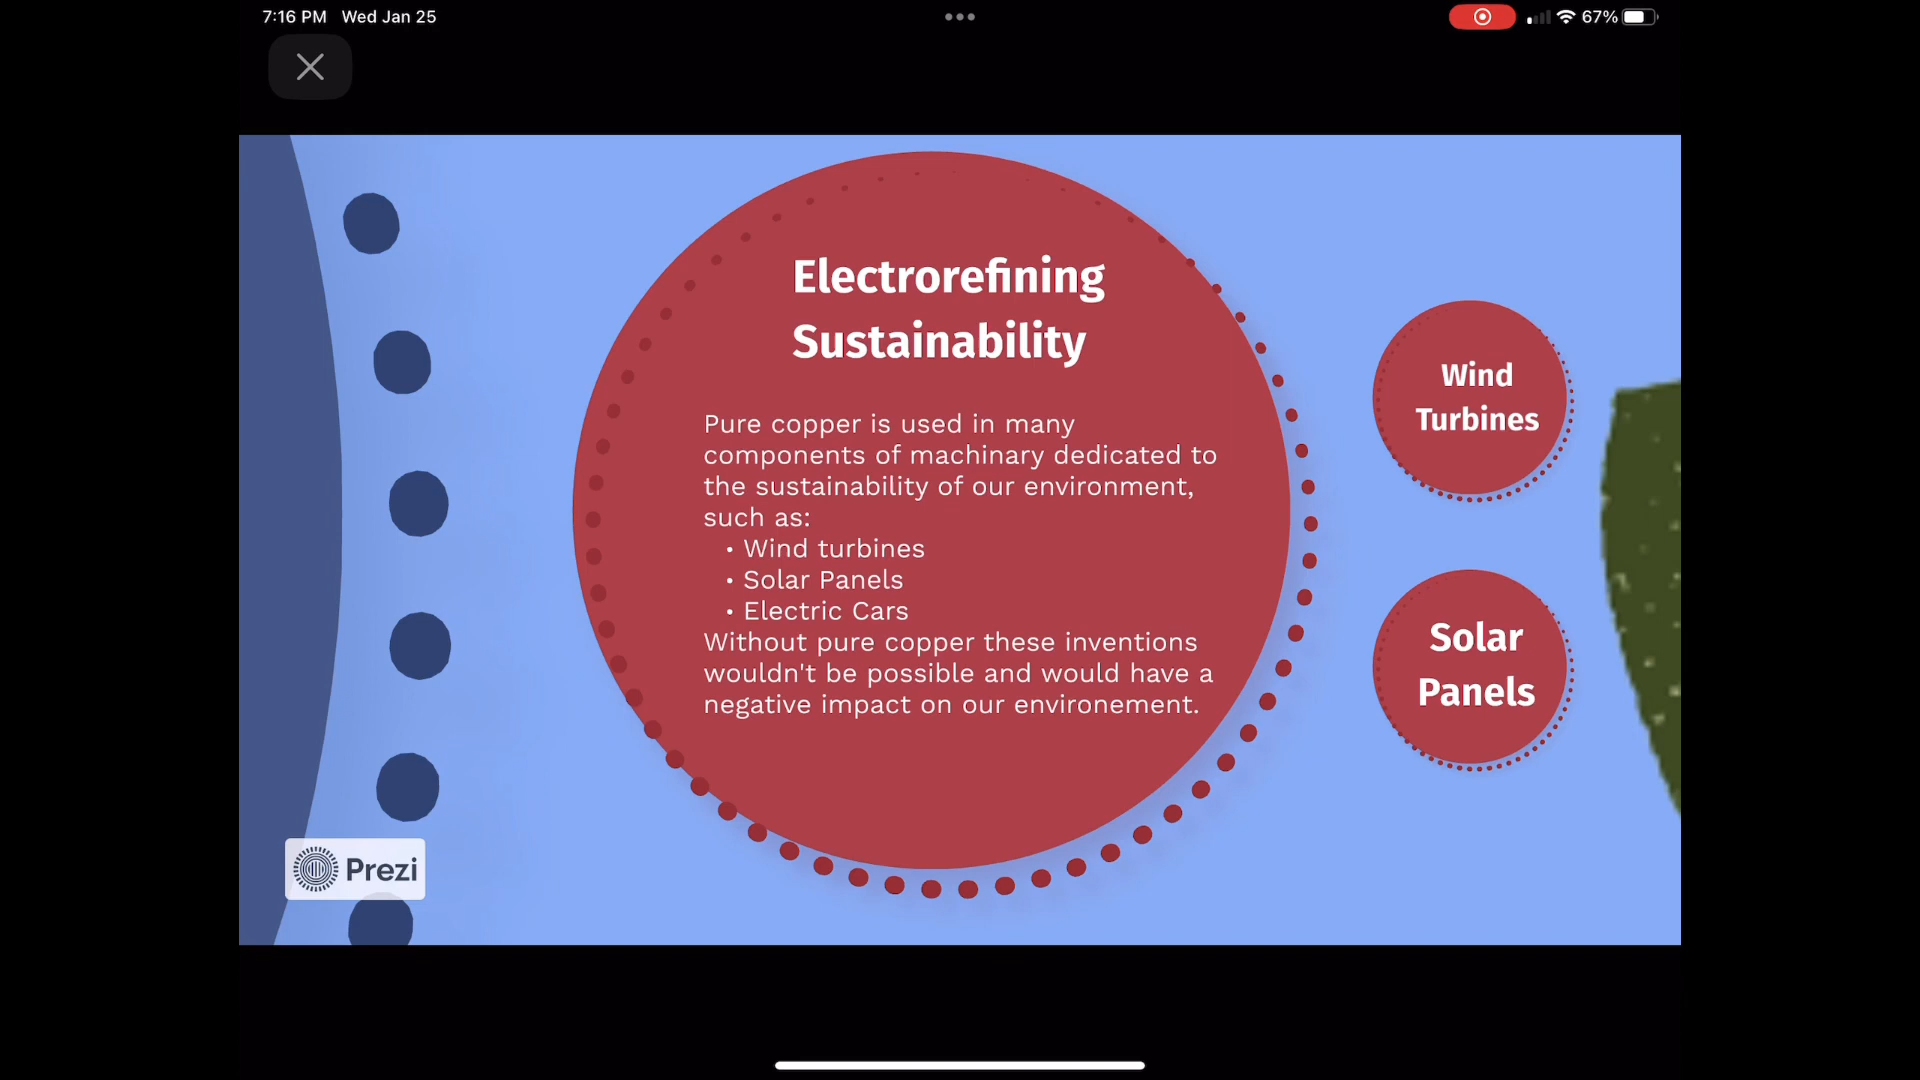 7:16 PM Wed Jan 25
67%
Electrorefining
Sustainability
Pure copper is used in many
components of machinary dedicated to
the sustainability of our environment,
such as:
• Wind turbines
• Solar Panels
• Electric Cars
Without pure copper these inventions
wouldn't be possible and would have a
negative impact on our environement.
Wind
Turbines
Solar
Panels
Prezi